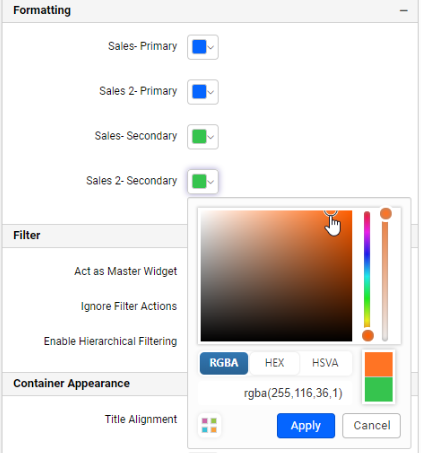 Formatting
Sales- Primary
Sales 2- Primary
Sales- Secondary
Sales 2- Secondary
Filter
Act as Master Widget
Ignore Filter Actions
Enable Hierarchical Filtering
RGBA HEX HSVA
Container Appearance
rgba(255,116,36,1)
Title Alignment
Apply Cancel